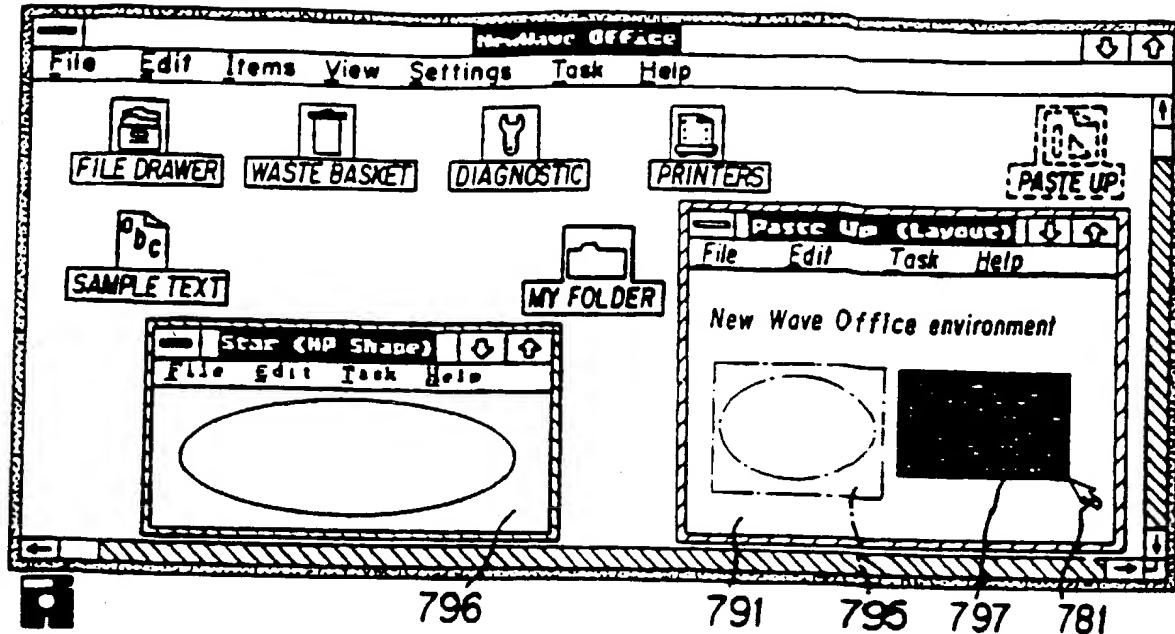 NewWave Office
File Edit Items View Settings Task Help
FILE DRAWER WASTE BASKET DIAGNOSTIC PRINTERS PASTE UP
abc
SAMPLE TEXT MY FOLDER
Paste Up (Layout)
File Edit Task Help
New Wave Office environment
Star (HP Shape)
File Edit Task Help
796 791 795 797 781